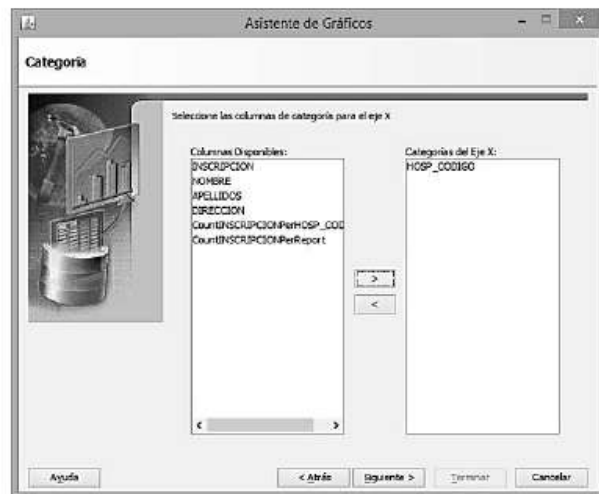 Asistente de Gráficos
Categoría
Seleccione las columnas de categoría para el eje X
Columnas Disponibles:
INSCRIPCION
NOMBRE
APELLIDOS
DIRECCION
CountINSCRIPCIONPerHOSP_COD
CountINSCRIPCIONPerReport
Categorías del Eje X:
HOSP_CODIGO
>
<
Ayuda
< Atrás
Siguiente >
Terminar
Cancelar